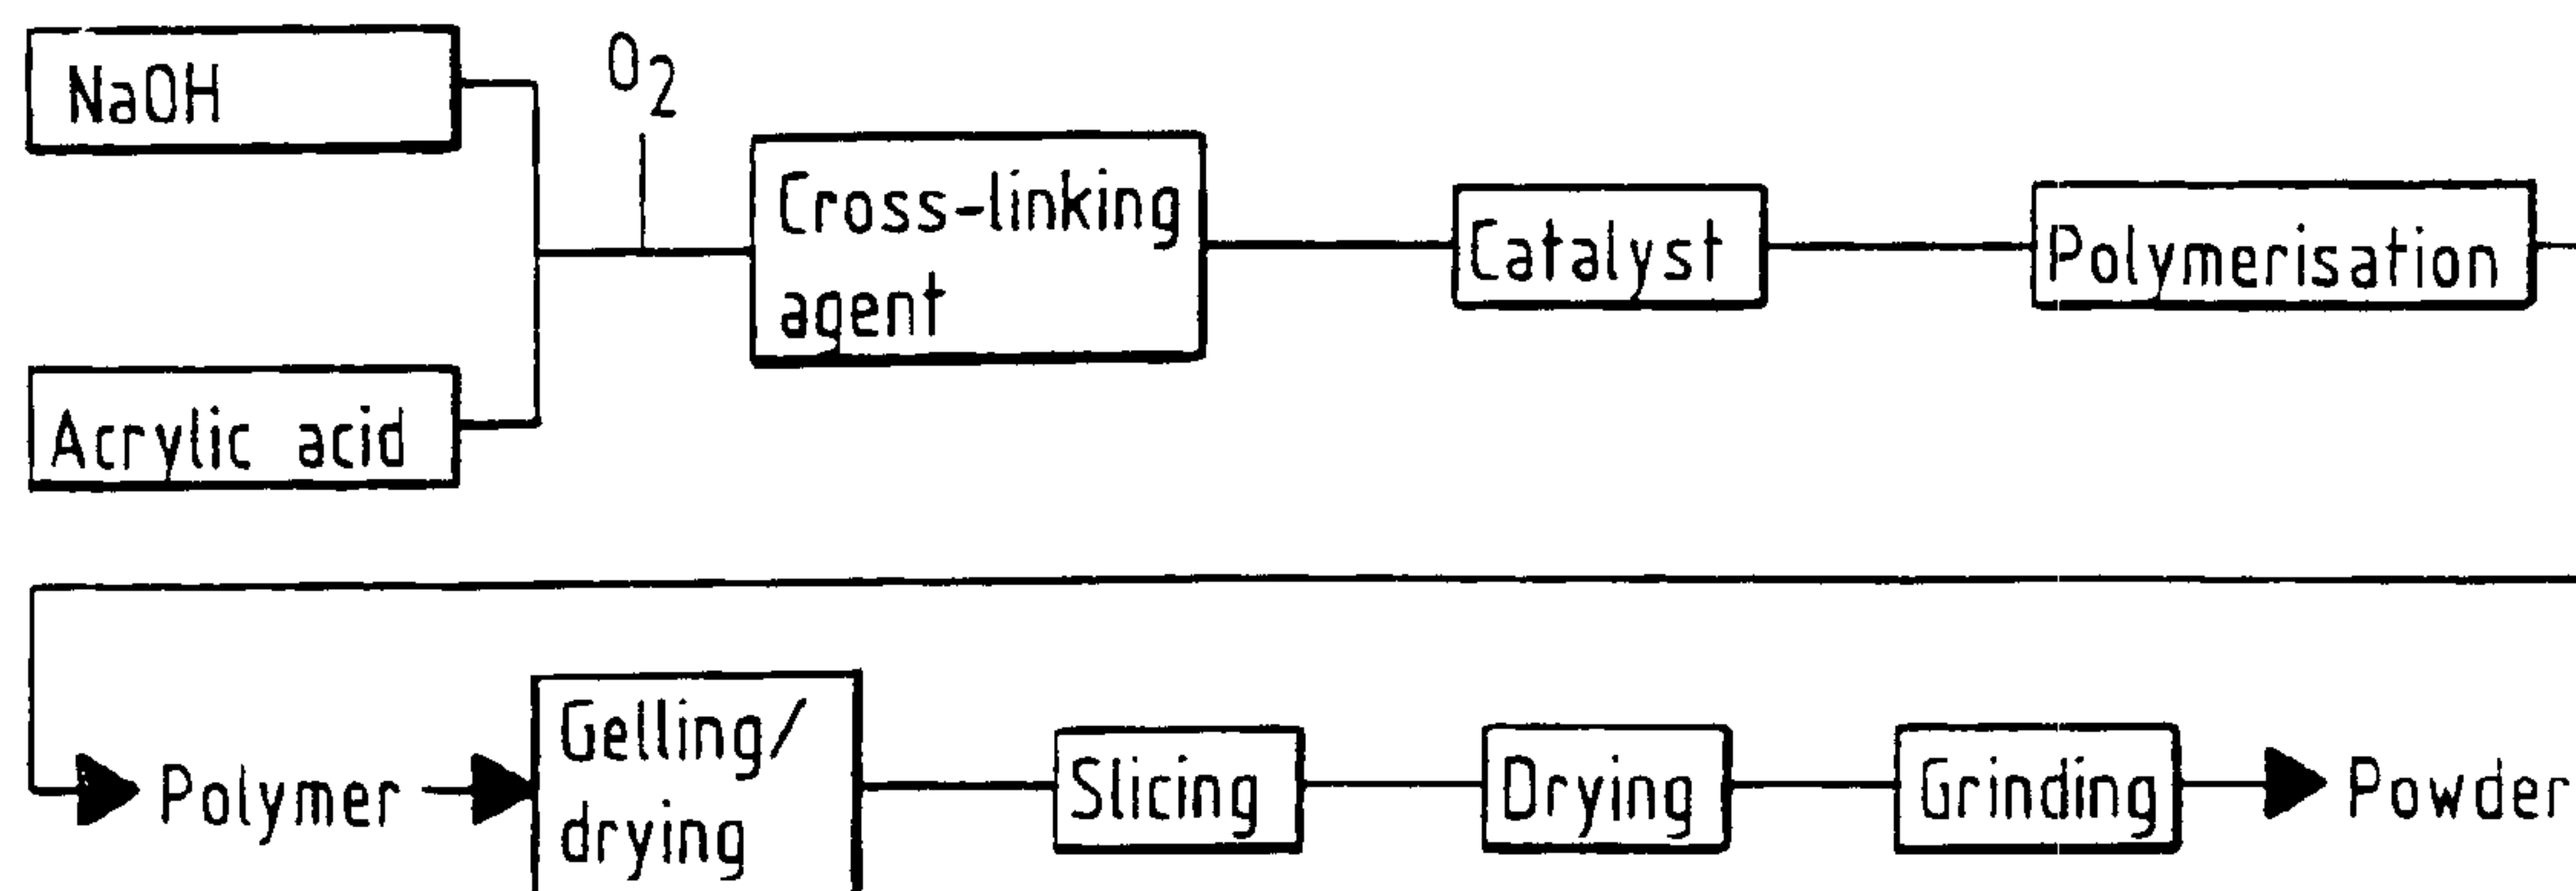 NaOH
O2
Cross-linking
agent
Catalyst
Polymerisation
Acrylic acid
Polymer
Gelling/
drying
Slicing
Drying
Grinding
Powder